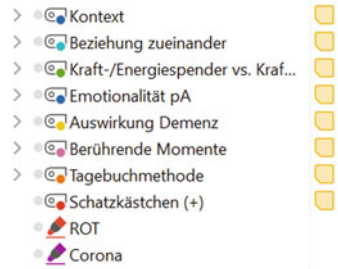 Kontext
Beziehung zueinander
Kraft-/Energiespender vs. Kraf...
Emotionalität pA
Auswirkung Demenz
Berührende Momente
Tagebuchmethode
Schatzkästchen (+)
ROT
Corona